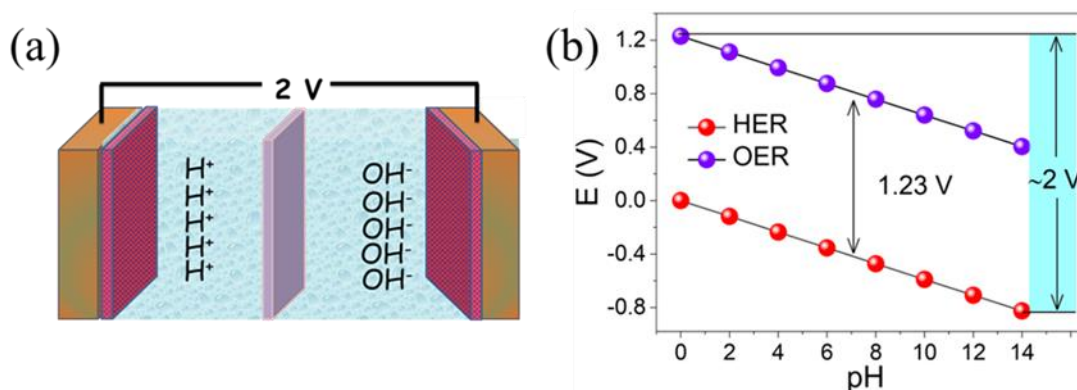 (a)
2 V
H⁺
H⁺
H⁺
H⁺
H⁺
OH⁻
OH⁻
OH⁻
OH⁻
OH⁻
(b)
E (V)
1.2
0.8
0.4
0.0
-0.4
-0.8
HER
OER
1.23 V
~2 V
0 2 4 6 8 10 12 14
pH